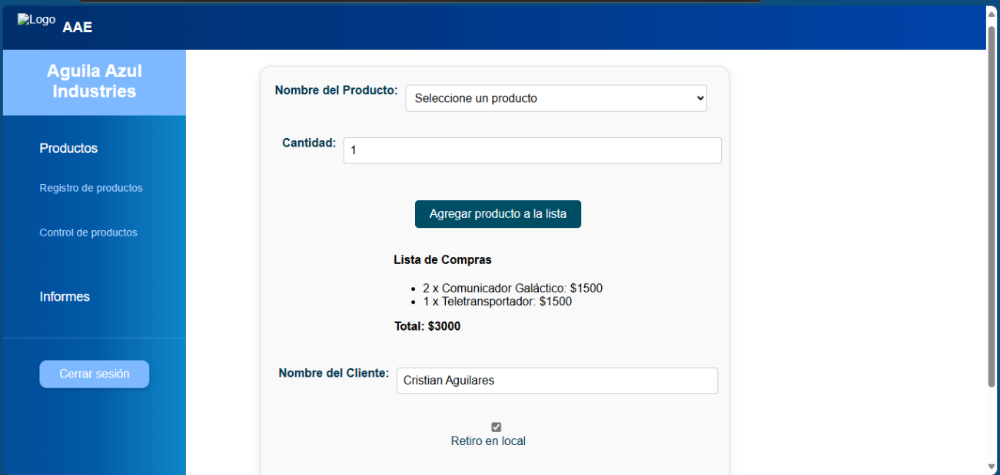 Logo
AAE
Aguila Azul
Industries
Productos
Registro de productos
Control de productos
Informes
Cerrar sesión
Nombre del Producto:
Seleccione un producto
Cantidad:
1
Agregar producto a la lista
Lista de Compras
2 x Comunicador Galáctico: $1500
1 x Teletransportador: $1500
Total: $3000
Nombre del Cliente:
Cristian Aguilares
Retiro en local